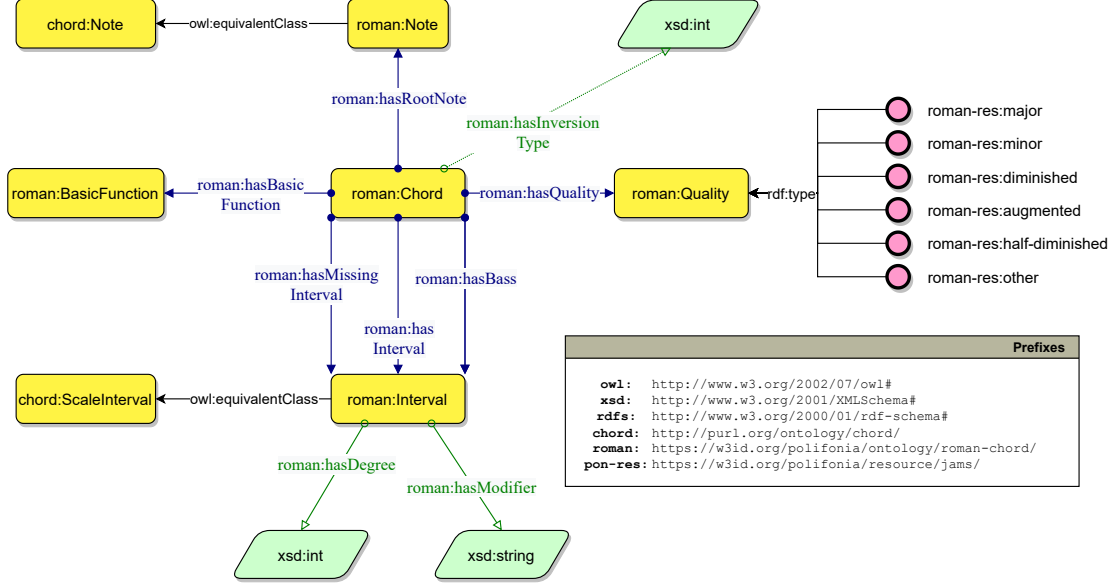 chord:Note
owl:equivalentClass
roman:Note
xsd:int
roman:hasRootNote
roman:hasInversion
Type
roman-res:major
roman-res:minor
roman-res:diminished
roman-res:augmented
roman-res:half-diminished
roman-res:other
roman:BasicFunction
roman:hasBasic
Function
roman:Chord
roman:hasQuality
roman:Quality
rdf:type
roman:hasMissing
Interval
roman:hasBass
roman:has
Interval
chord:ScaleInterval
owl:equivalentClass
roman:Interval
roman:hasDegree
roman:hasModifier
xsd:int
xsd:string
Prefixes
owl: http://www.w3.org/2002/07/owl#
xsd: http://www.w3.org/2001/XMLSchema#
rdfs: http://www.w3.org/2000/01/rdf-schema#
chord: http://purl.org/ontology/chord/
roman: https://w3id.org/polifonia/ontology/roman-chord/
pon-res: https://w3id.org/polifonia/resource/jams/